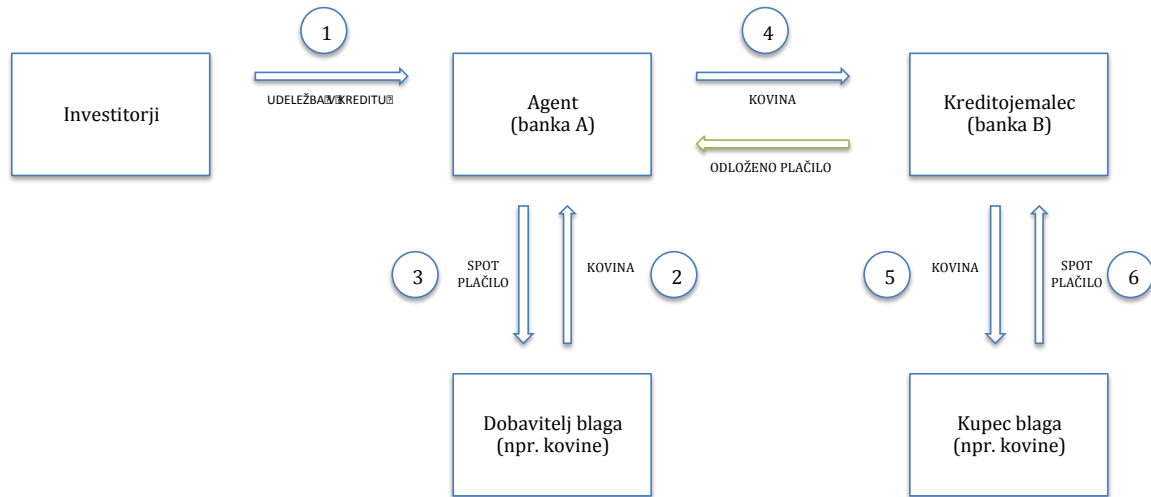 1
4
Investitorji
UDELEŽBA V KREDITU
Agent
(banka A)
KOVINA
ODLOŽENO PLAČILO
Kreditojemalec
(banka B)
3
SPOT
PLAČILO
KOVINA
2
5
KOVINA
SPOT
PLAČILO
6
Dobavitelj blaga
(npr. kovine)
Kupec blaga
(npr. kovine)